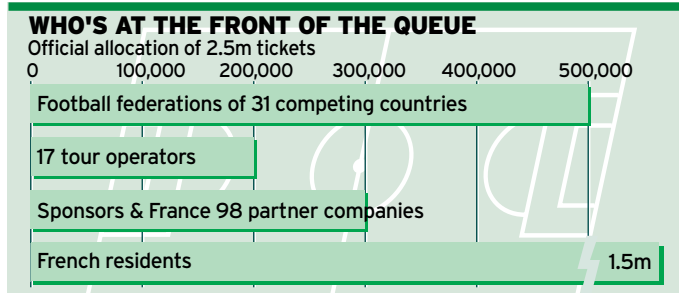 WHO'S AT THE FRONT OF THE QUEUE
Official allocation of 2.5m tickets
0 100,000 200,000 300,000 400,000 500,000
Football federations of 31 competing countries
17 tour operators
Sponsors & France 98 partner companies
French residents 1.5m